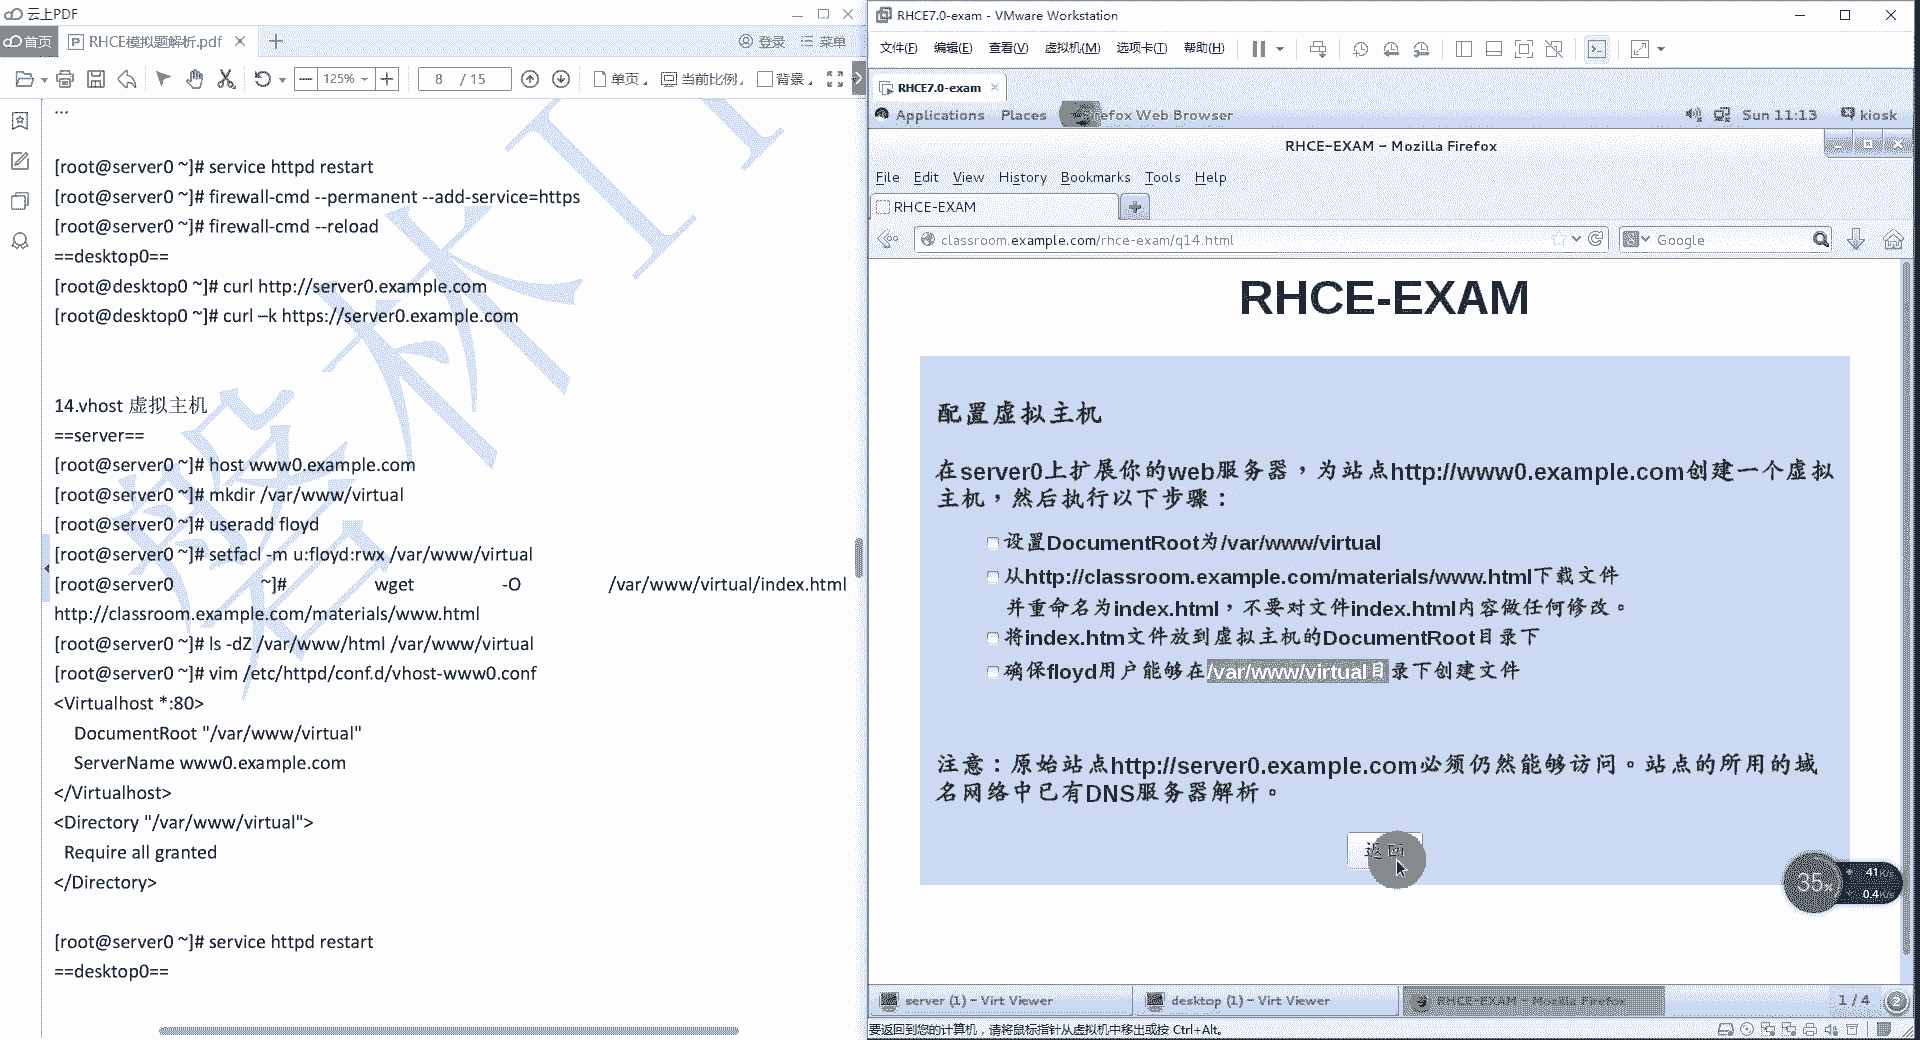 云上PDF
首页
RHCE模拟题解析.pdf
登录
菜单
125%
8 / 15
单页
当前比例
背景
...
[root@server0 ~]# service httpd restart
[root@server0 ~]# firewall-cmd --permanent --add-service=https
[root@server0 ~]# firewall-cmd --reload
==desktop0==
[root@desktop0 ~]# curl http://server0.example.com
[root@desktop0 ~]# curl –k https://server0.example.com
14.vhost 虚拟主机
==server==
[root@server0 ~]# host www0.example.com
[root@server0 ~]# mkdir /var/www/virtual
[root@server0 ~]# useradd floyd
[root@server0 ~]# setfacl -m u:floyd:rwx /var/www/virtual
[root@server0 ~]# wget -O /var/www/virtual/index.html
http://classroom.example.com/materials/www.html
[root@server0 ~]# ls -dZ /var/www/html /var/www/virtual
[root@server0 ~]# vim /etc/httpd/conf.d/vhost-www0.conf
<Virtualhost *:80>
DocumentRoot "/var/www/virtual"
ServerName www0.example.com
</Virtualhost>
<Directory "/var/www/virtual">
Require all granted
</Directory>
[root@server0 ~]# service httpd restart
==desktop0==
RHCE7.0-exam - VMware Workstation
文件(F) 编辑(E) 查看(V) 虚拟机(M) 选项卡(T) 帮助(H)
RHCE7.0-exam
Applications Places Firefox Web Browser Sun 11:13 kiosk
RHCE-EXAM – Mozilla Firefox
File Edit View History Bookmarks Tools Help
RHCE-EXAM
classroom.example.com/rhce-exam/q14.html
Google
RHCE-EXAM
配置虚拟主机
在server0上扩展你的web服务器，为站点http://www0.example.com创建一个虚拟
主机，然后执行以下步骤：
设置DocumentRoot为/var/www/virtual
从http://classroom.example.com/materials/www.html下载文件
并重命名为index.html，不要对文件index.html内容做任何修改。
将index.htm文件放到虚拟主机的DocumentRoot目录下
确保floyd用户能够在/var/www/virtual目录下创建文件
注意：原始站点http://server0.example.com必须仍然能够访问。站点的所用的域
名网络中已有DNS服务器解析。
返回
35%
41K/s
0.4K/s
server (1) – Virt Viewer
desktop (1) – Virt Viewer
RHCE-EXAM – Mozilla Firefox
1 / 4
2
要返回到您的计算机，请将鼠标指针从虚拟机中移出或按 Ctrl+Alt。